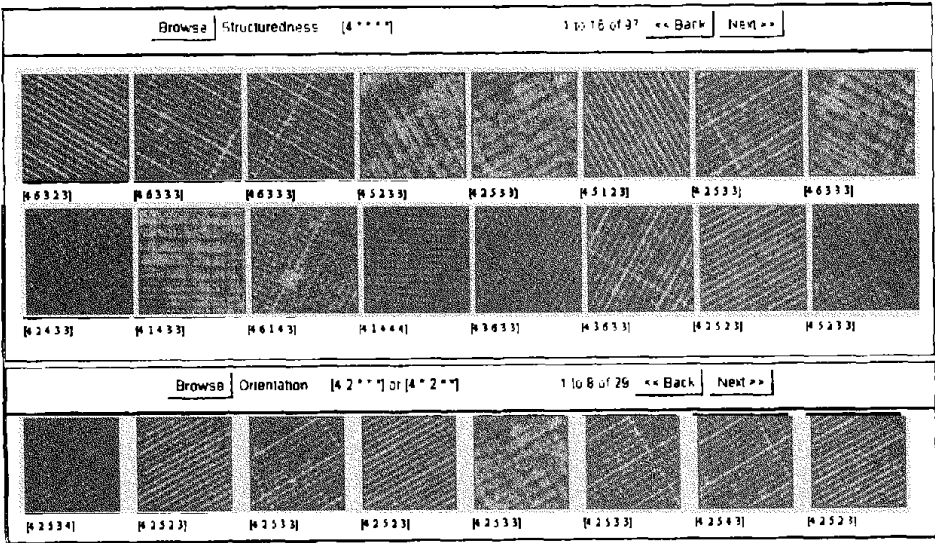 Browse Structuredness [4 * * * *] 1 to 16 of 97 << Back Next >>
[4 6 3 2 3] [4 6 3 3 3] [4 6 3 3 3] [4 5 2 3 3] [4 2 5 3 3] [4 5 1 2 3] [4 2 5 3 3] [4 6 3 3 3]
[4 2 4 3 3] [4 1 4 3 3] [4 6 1 4 3] [4 1 4 4 4] [4 3 6 3 3] [4 3 6 3 3] [4 2 5 2 3] [4 5 2 3 3]
Browse Orientation [4 2 * * *] or [4 * 2 * *] 1 to 8 of 29 << Back Next >>
[4 2 5 3 4] [4 2 5 2 3] [4 2 5 3 3] [4 2 5 2 3] [4 2 5 3 3] [4 2 5 3 3] [4 2 5 4 3] [4 2 5 2 3]